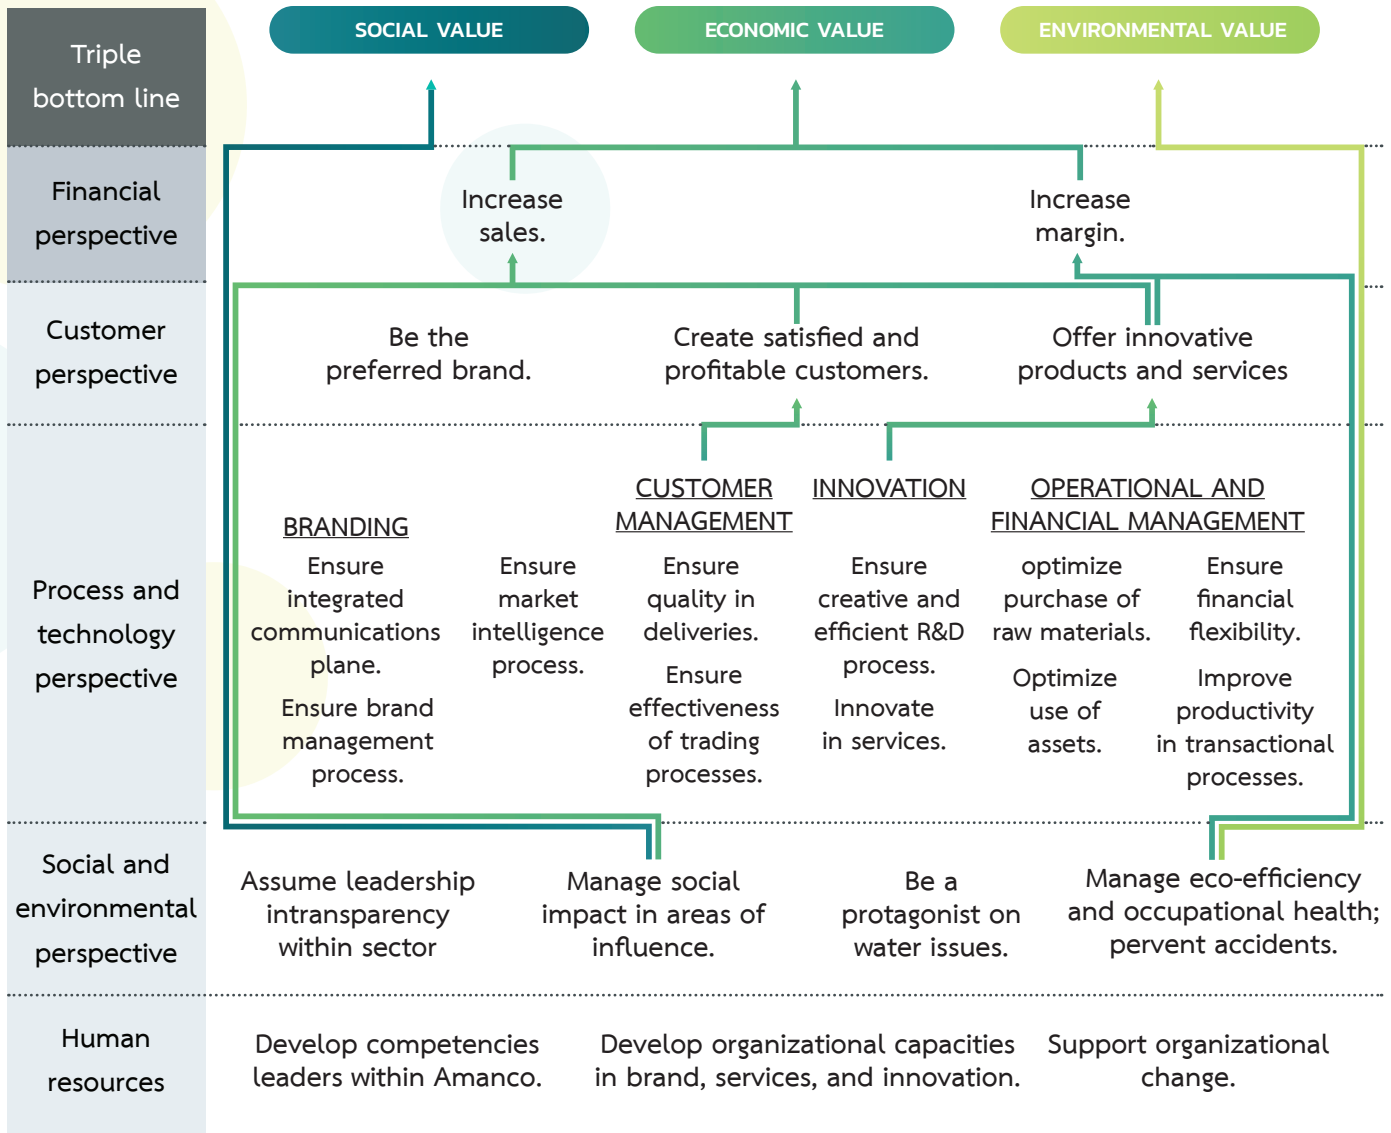 Triple
bottom line
SOCIAL VALUE
ECONOMIC VALUE
ENVIRONMENTAL VALUE
Financial
perspective
Increase
sales.
Increase
margin.
Customer
perspective
Be the
preferred brand.
Create satisfied and
profitable customers.
Offer innovative
products and services
Process and
technology
perspective
BRANDING
Ensure
integrated
communications
plane.
Ensure brand
management
process.
Ensure
market
intelligence
process.
CUSTOMER
MANAGEMENT
Ensure
quality in
deliveries.
Ensure
effectiveness
of trading
processes.
INNOVATION
Ensure
creative and
efficient R&D
process.
Innovate
in services.
OPERATIONAL AND
FINANCIAL MANAGEMENT
optimize
purchase of
raw materials.
Optimize
use of
assets.
Ensure
financial
flexibility.
Improve
productivity
in transactional
processes.
Social and
environmental
perspective
Assume leadership
intransparency
within sector
Manage social
impact in areas of
influence.
Be a
protagonist on
water issues.
Manage eco-efficiency
and occupational health;
pervent accidents.
Human
resources
Develop competencies
leaders within Amanco.
Develop organizational capacities
in brand, services, and innovation.
Support organizational
change.